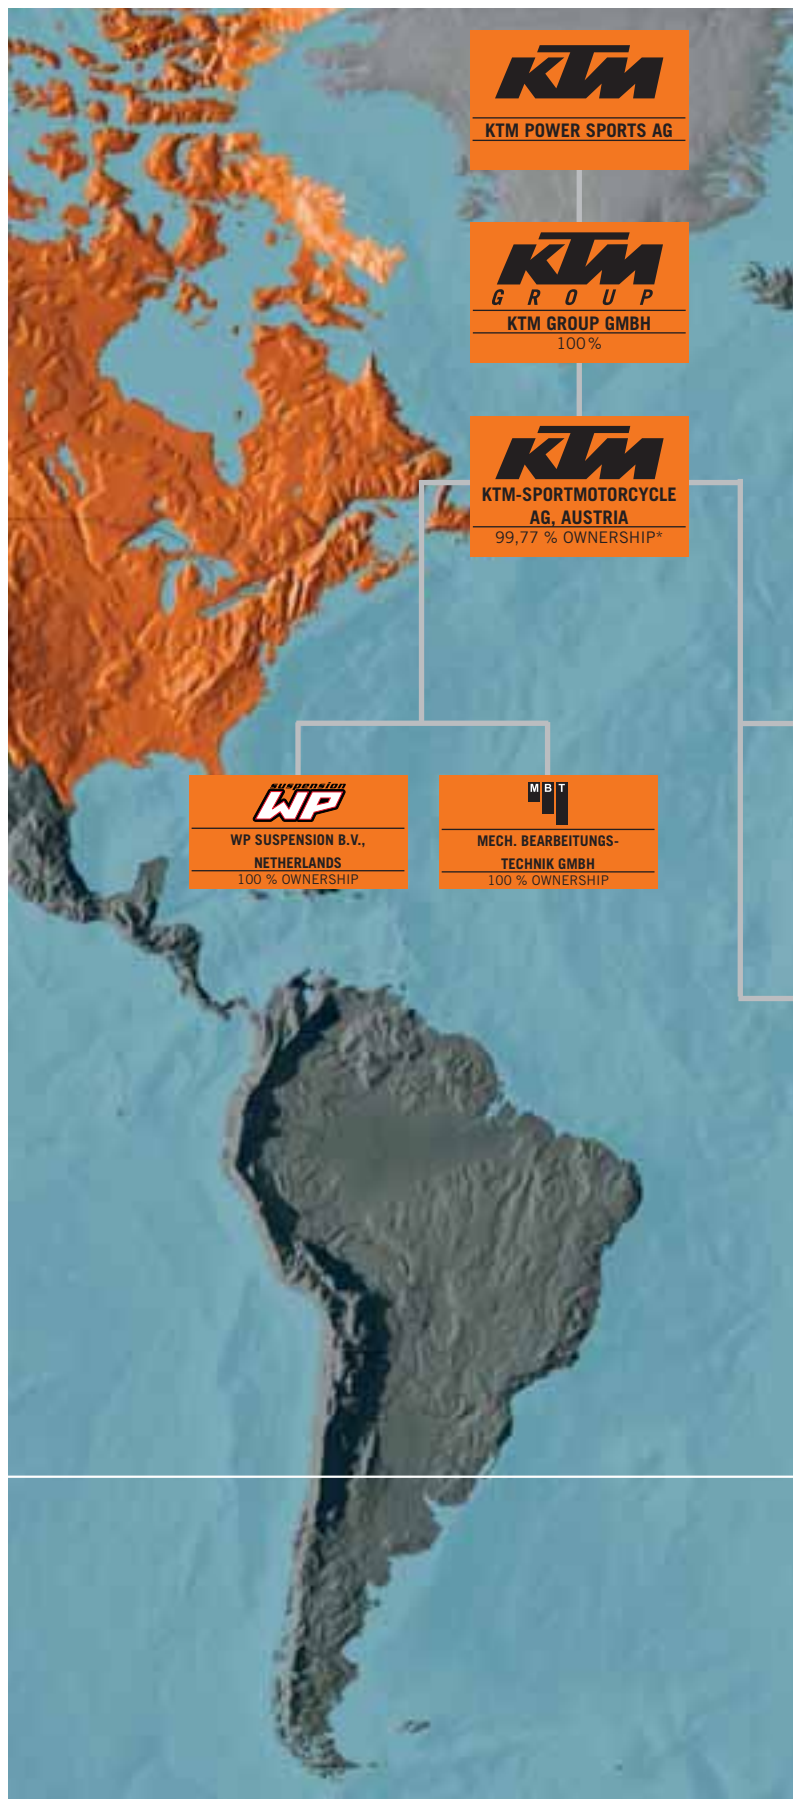 KTM
KTM POWER SPORTS AG
KTM
GROUP
KTM GROUP GMBH
100%
KTM
KTM-SPORTMOTORCYCLE
AG, AUSTRIA
99,77 % OWNERSHIP*
suspension
WP
WP SUSPENSION B.V.,
NETHERLANDS
100 % OWNERSHIP
M B T
MECH. BEARBEITUNGS-
TECHNIK GMBH
100 % OWNERSHIP